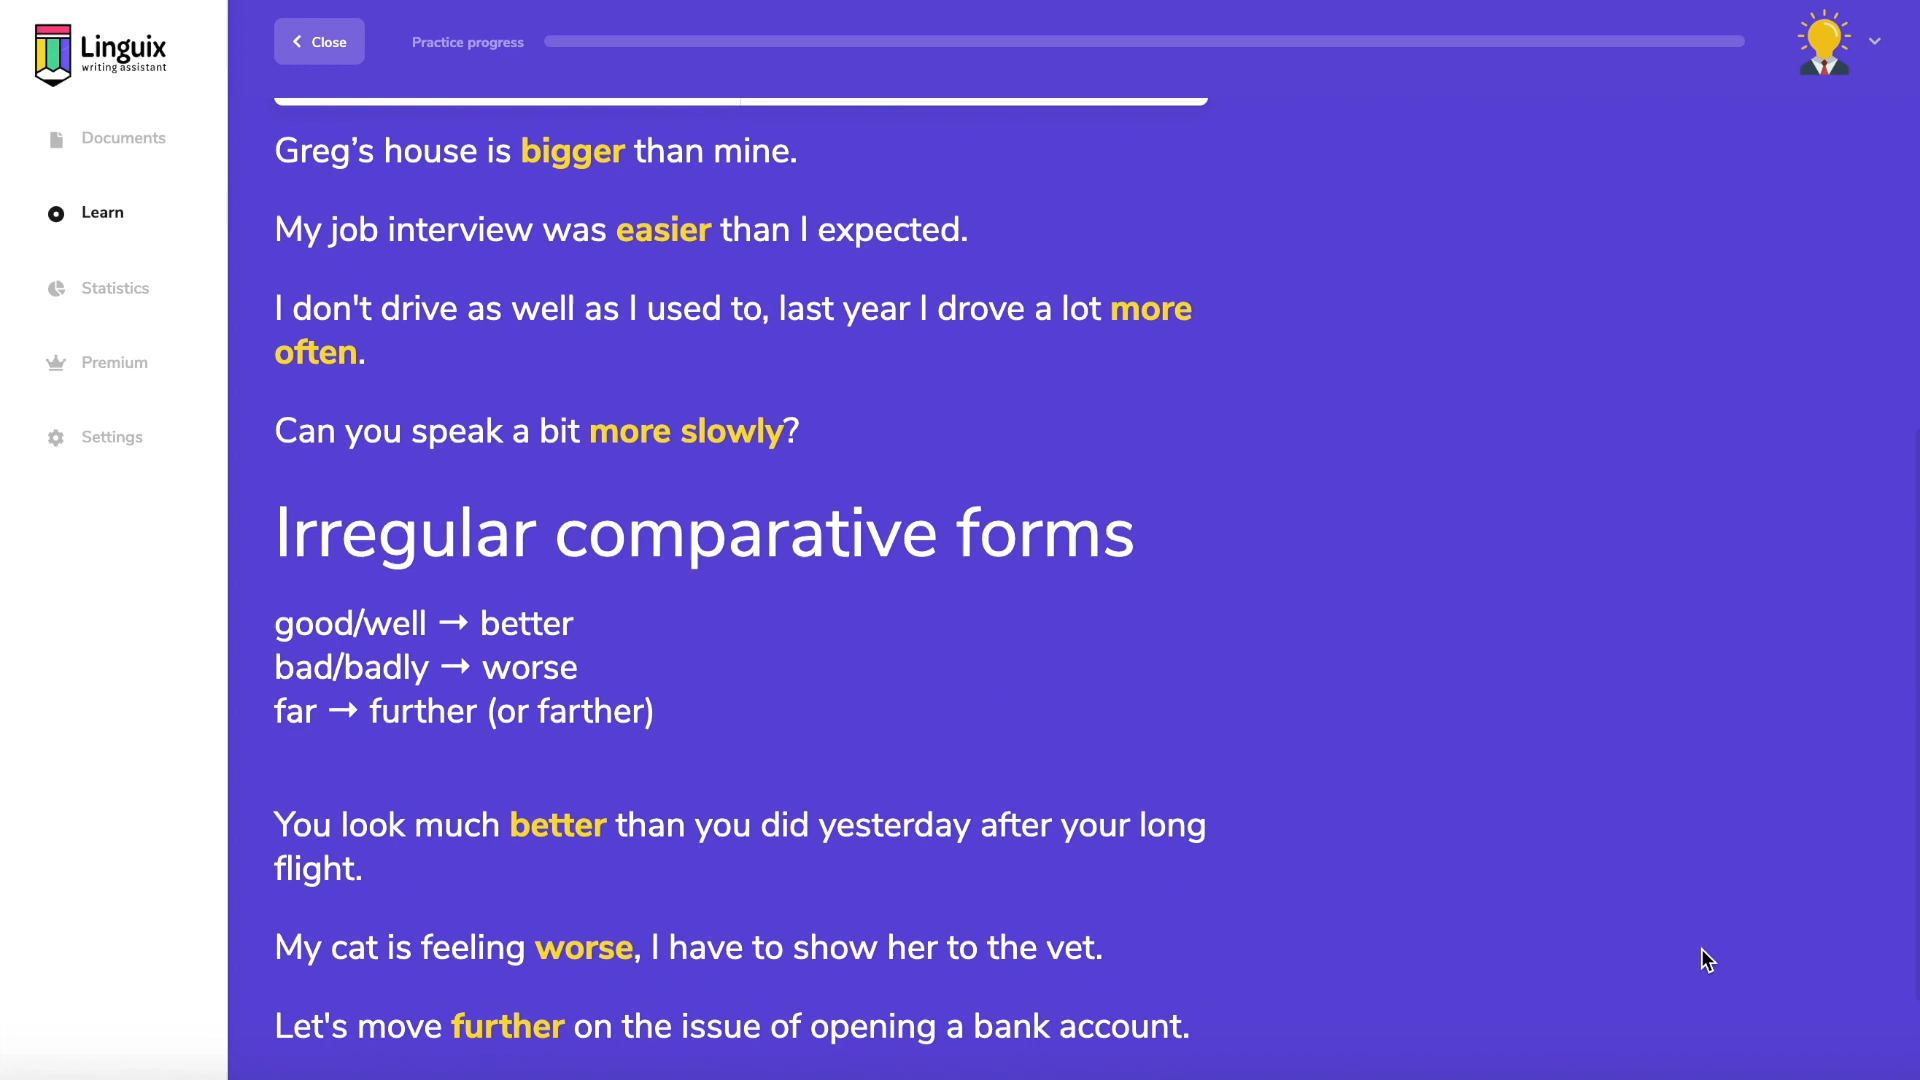 Linguix
writing assistant
Documents
Learn
Statistics
Premium
Settings
Close
Practice progress
Greg’s house is bigger than mine.
My job interview was easier than I expected.
I don't drive as well as I used to, last year I drove a lot more
often.
Can you speak a bit more slowly?
Irregular comparative forms
good/well → better
bad/badly → worse
far → further (or farther)
You look much better than you did yesterday after your long
flight.
My cat is feeling worse, I have to show her to the vet.
Let's move further on the issue of opening a bank account.